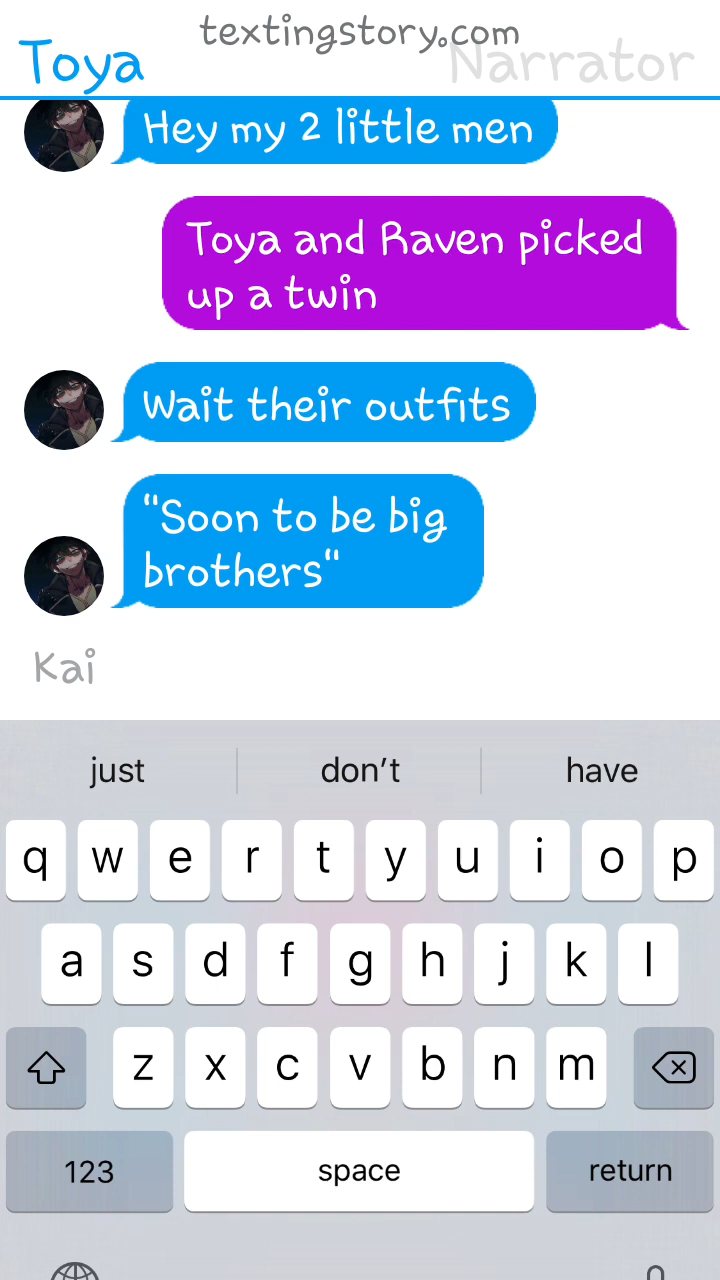 textingstory.com
Toya
Narrator
Hey my 2 little men
Toya and Raven picked
up a twin
Wait their outfits
"Soon to be big
brothers"
Kai
just don't have
q w e r t y u i o p
a s d f g h j k l
z x c v b n m
123 space return